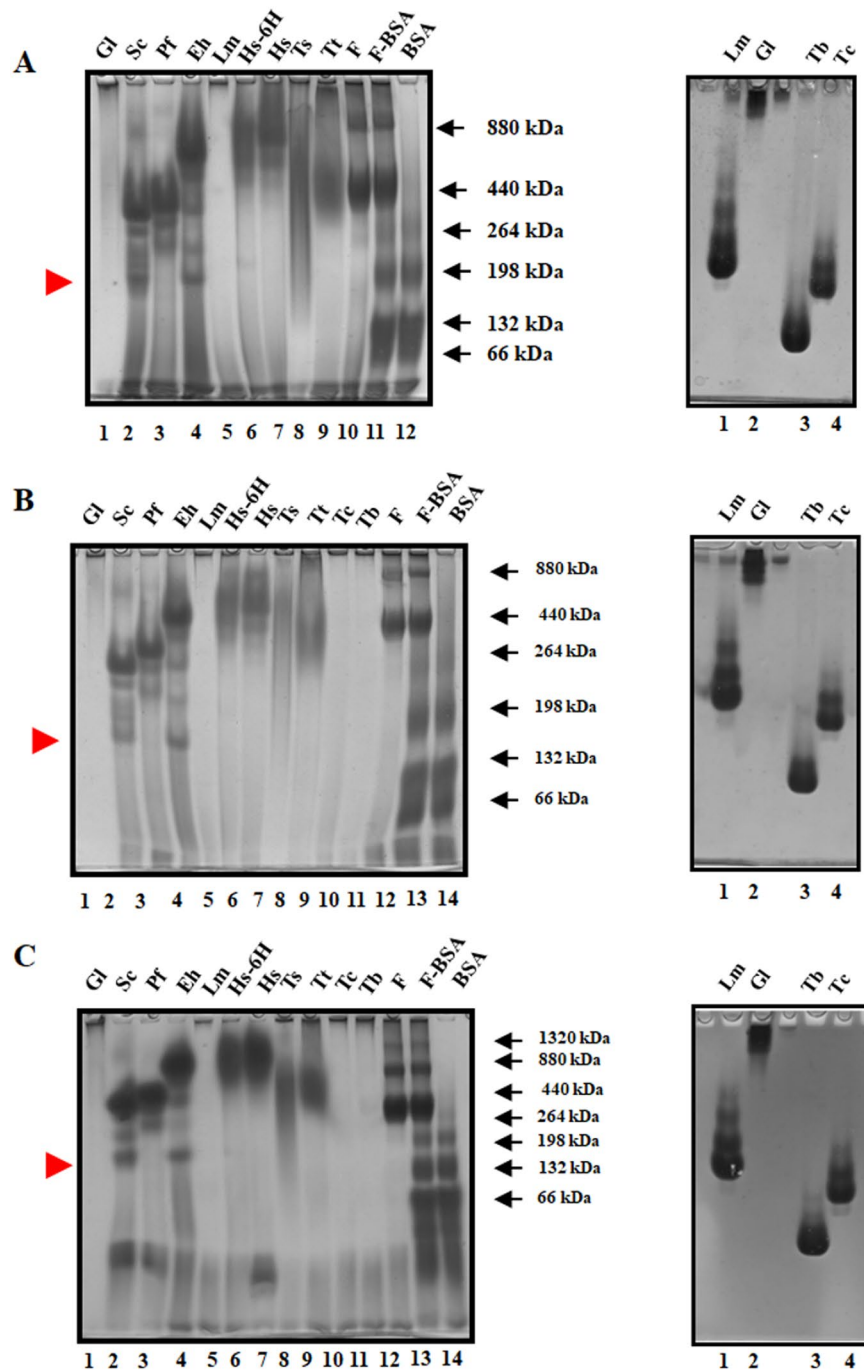 A
Gl Sc Pf Eh Lm Hs-6H Hs Ts Tt F F-BSA BSA
880 kDa
440 kDa
264 kDa
198 kDa
132 kDa
66 kDa
1 2 3 4 5 6 7 8 9 10 11 12
Lm Gl Tb Tc
1 2 3 4
B
Gl Sc Pf Eh Lm Hs-6H Hs Ts Tt Tc Tb F F-BSA BSA
880 kDa
440 kDa
264 kDa
198 kDa
132 kDa
66 kDa
1 2 3 4 5 6 7 8 9 10 11 12 13 14
Lm Gl Tb Tc
1 2 3 4
C
Gl Sc Pf Eh Lm Hs-6H Hs Ts Tt Tc Tb F F-BSA BSA
1320 kDa
880 kDa
440 kDa
264 kDa
198 kDa
132 kDa
66 kDa
1 2 3 4 5 6 7 8 9 10 11 12 13 14
Lm Gl Tb Tc
1 2 3 4